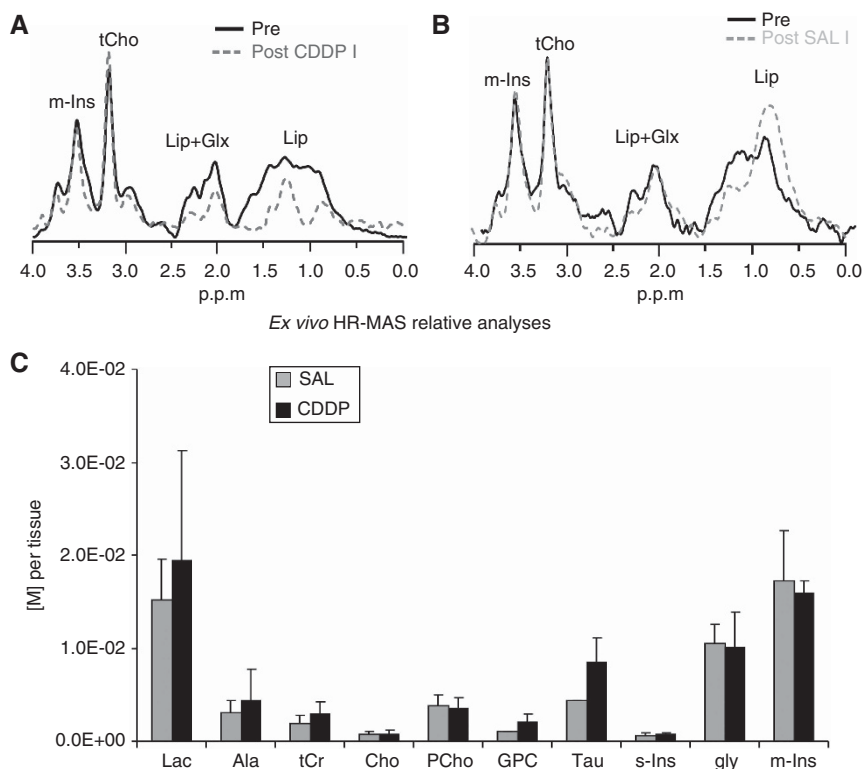 A
Pre
Post CDDP I
tCho
m-Ins
Lip+Glx
Lip
4.0 3.5 3.0 2.5 2.0 1.5 1.0 0.0
p.p.m
B
Pre
Post SAL I
tCho
m-Ins
Lip+Glx
Lip
4.0 3.5 3.0 2.5 2.0 1.5 0.5 0.0
p.p.m
Ex vivo HR-MAS relative analyses
C
SAL
CDDP
[M] per tissue
4.0E-02
3.0E-02
2.0E-02
1.0E-02
0.0E+00
Lac Ala tCr Cho PCho GPC Tau s-Ins gly m-Ins